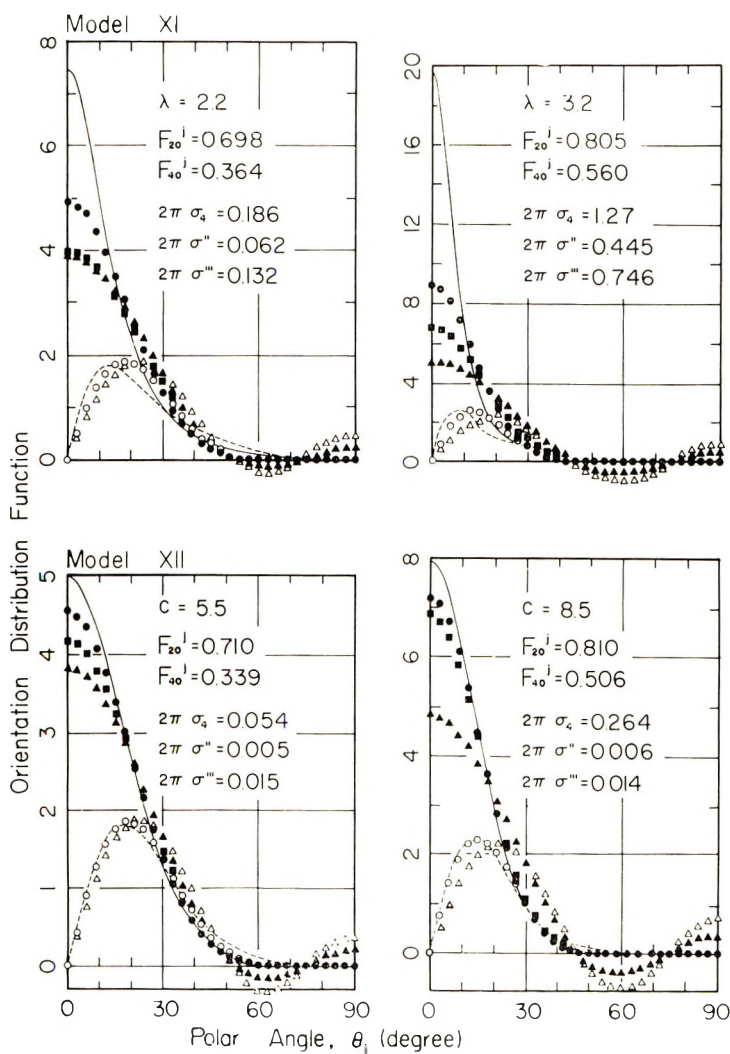 Model XI
8
6
4
2
0
λ = 2.2
F₂₀ʲ = 0.698
F₄₀ʲ = 0.364
2π σ₄ = 0.186
2π σ'' = 0.062
2π σ''' = 0.132
20
16
12
8
4
0
λ = 3.2
F₂₀ʲ = 0.805
F₄₀ʲ = 0.560
2π σ₄ = 1.27
2π σ'' = 0.445
2π σ''' = 0.746
Orientation Distribution Function
Model XII
5
4
3
2
1
0
C = 5.5
F₂₀ʲ = 0.710
F₄₀ʲ = 0.339
2π σ₄ = 0.054
2π σ'' = 0.005
2π σ''' = 0.015
0 30 60 90
8
6
4
2
0
C = 8.5
F₂₀ʲ = 0.810
F₄₀ʲ = 0.506
2π σ₄ = 0.264
2π σ'' = 0.006
2π σ''' = 0.014
0 30 60 90
Polar Angle, θⱼ (degree)